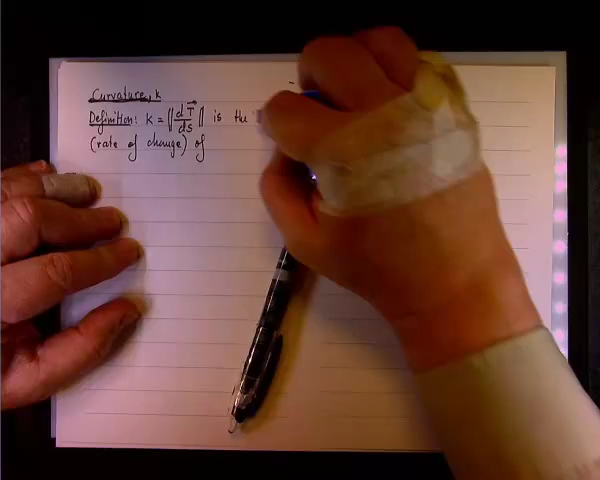 Curvature, k
Definition: k = ‖dT⃗/ds‖ is the
(rate of change) of